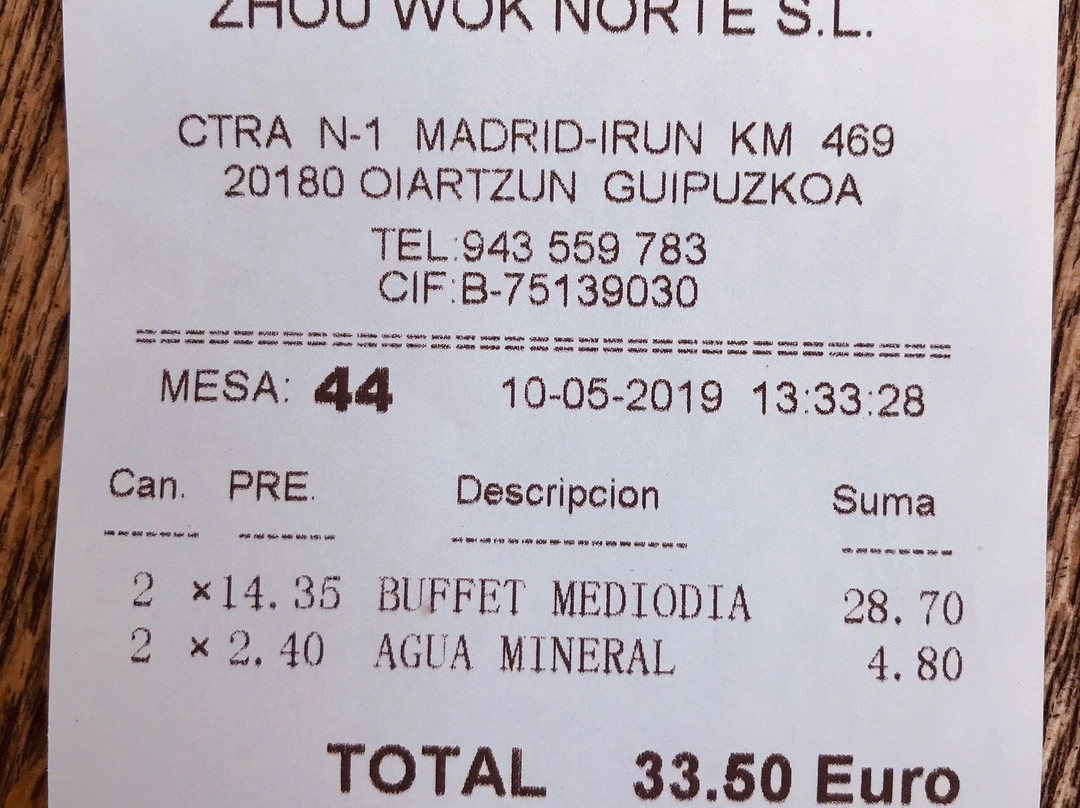 ZHOU WOK NORTE S.L.
CTRA N-1 MADRID-IRUN KM 469
20180 OIARTZUN GUIPUZKOA
TEL:943 559 783
CIF:B-75139030
================================
MESA: 44 10-05-2019 13:33:28
Can. PRE. Descripcion Suma
2 ×14.35 BUFFET MEDIODIA 28.70
2 × 2.40 AGUA MINERAL 4.80
TOTAL 33.50 Euro